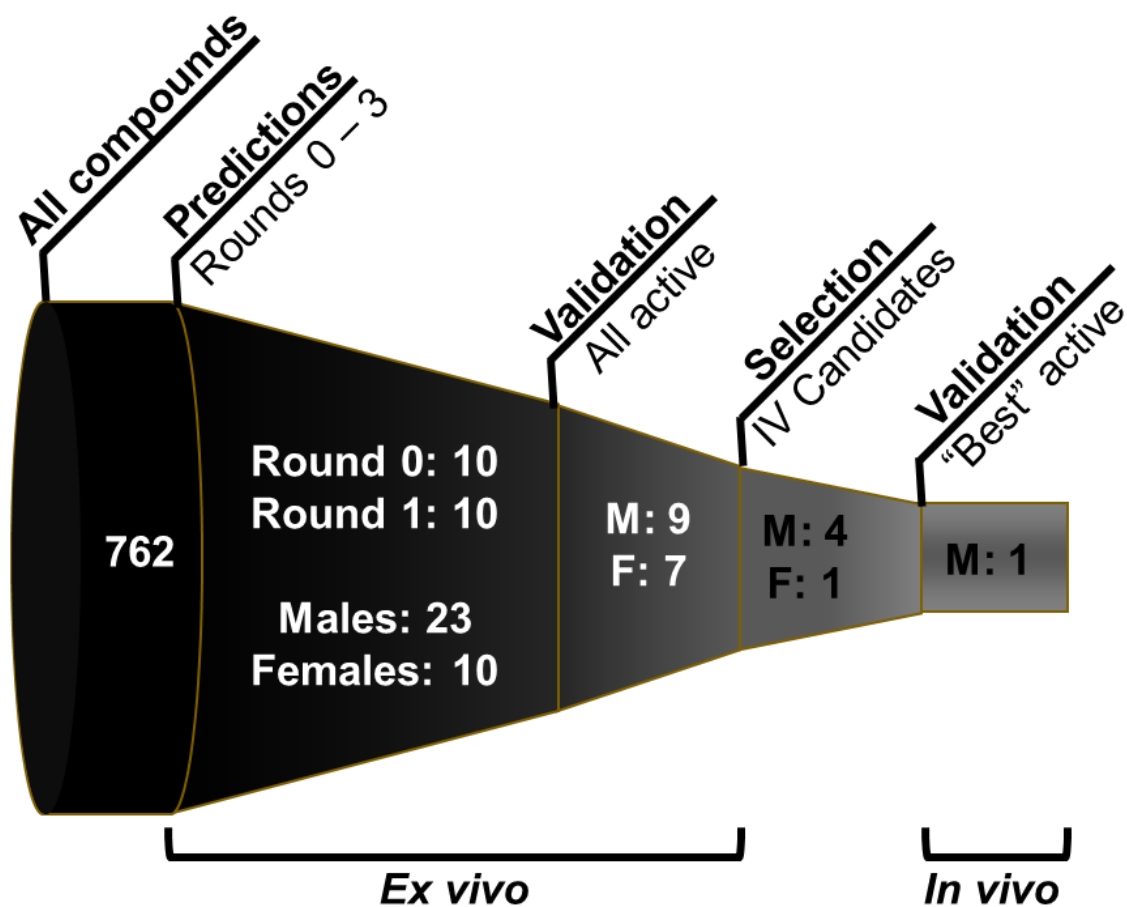 All compounds
Predictions
Rounds 0 – 3
Validation
All active
Selection
IV Candidates
Validation
“Best” active
762
Round 0: 10
Round 1: 10
Males: 23
Females: 10
M: 9
F: 7
M: 4
F: 1
M: 1
Ex vivo
In vivo